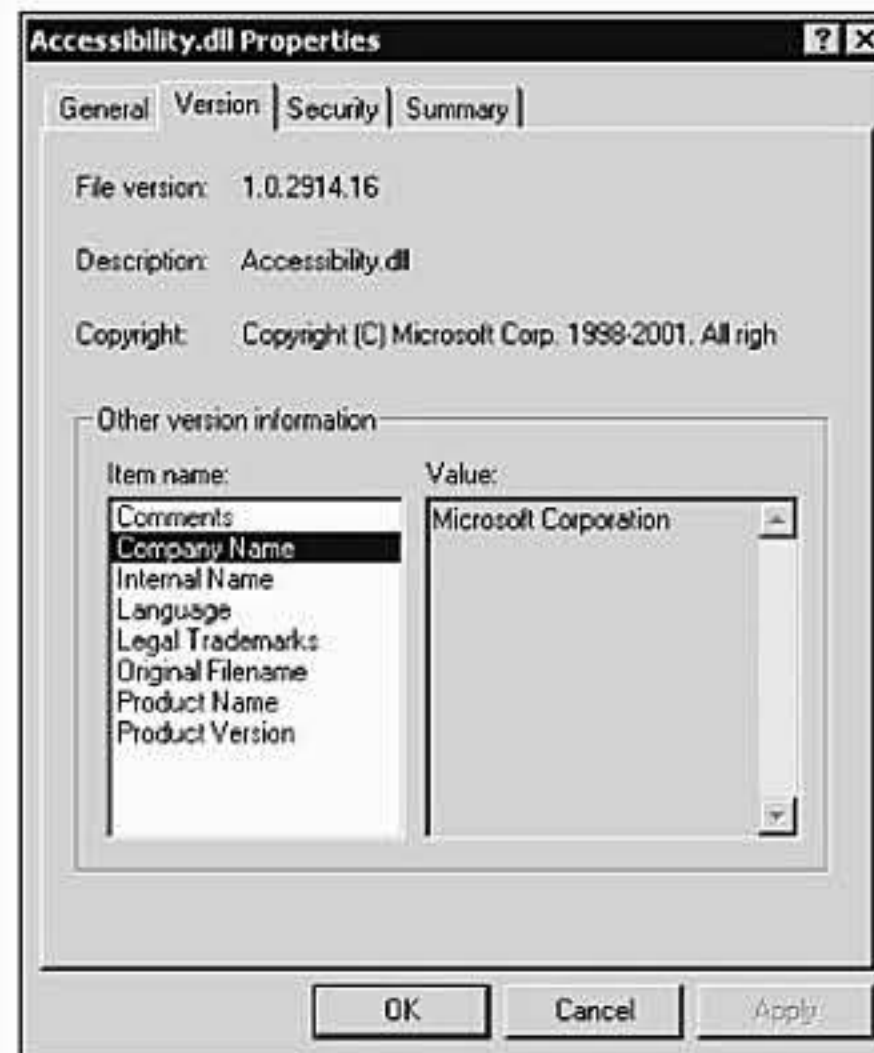 Accessibility.dll Properties
General Version Security Summary
File version: 1.0.2914.16
Description: Accessibility.dll
Copyright: Copyright (C) Microsoft Corp. 1998-2001. All righ
Other version information
Item name:
Value:
Comments
Company Name
Internal Name
Language
Legal Trademarks
Original Filename
Product Name
Product Version
Microsoft Corporation
OK Cancel Apply